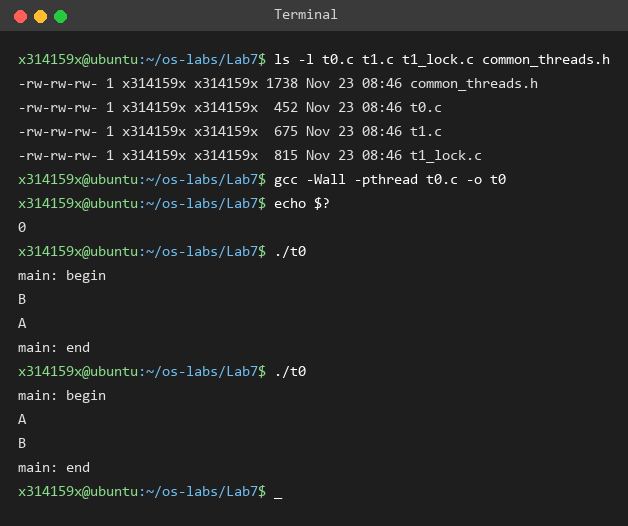 Terminal
x314159x@ubuntu:~/os-labs/Lab7$ ls -l t0.c t1.c t1_lock.c common_threads.h
-rw-rw-rw- 1 x314159x x314159x 1738 Nov 23 08:46 common_threads.h
-rw-rw-rw- 1 x314159x x314159x  452 Nov 23 08:46 t0.c
-rw-rw-rw- 1 x314159x x314159x  675 Nov 23 08:46 t1.c
-rw-rw-rw- 1 x314159x x314159x  815 Nov 23 08:46 t1_lock.c
x314159x@ubuntu:~/os-labs/Lab7$ gcc -Wall -pthread t0.c -o t0
x314159x@ubuntu:~/os-labs/Lab7$ echo $?
0
x314159x@ubuntu:~/os-labs/Lab7$ ./t0
main: begin
B
A
main: end
x314159x@ubuntu:~/os-labs/Lab7$ ./t0
main: begin
A
B
main: end
x314159x@ubuntu:~/os-labs/Lab7$ _